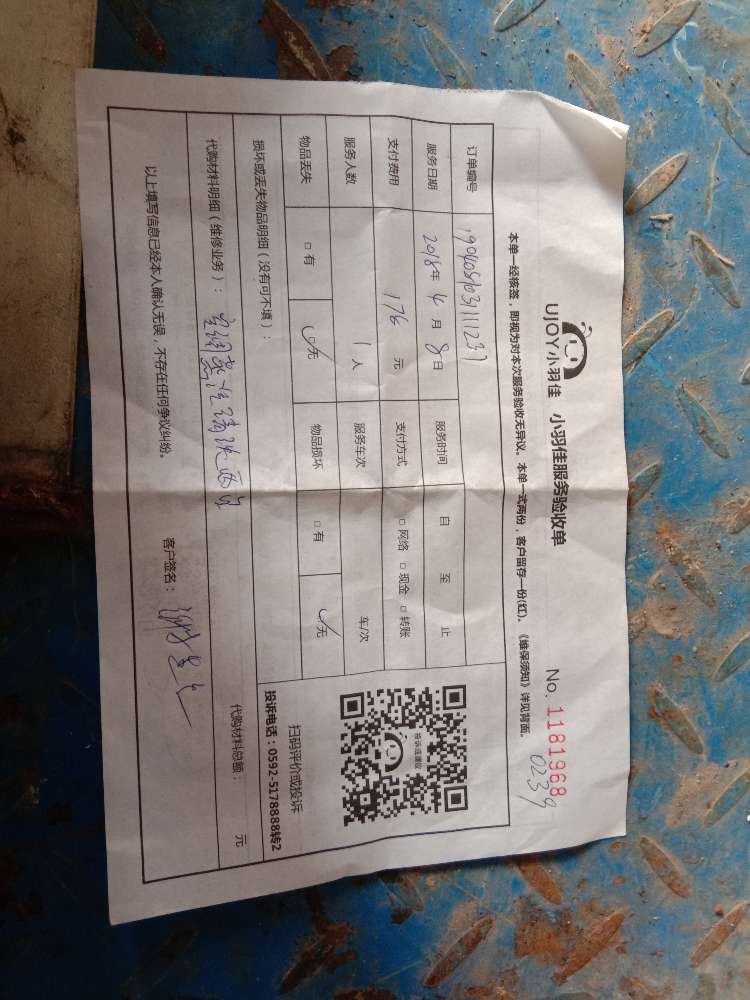 UJOY小羽佳 小羽佳服务验收单 No. 1181968
0239
本单一经核签，即视为对本次服务验收无异议。本单一式两份，客户留存一份(红)。《维保须知》详见背面。
订单编号
服务日期 2018年 4 月 8日 服务时间 自 至 止
支付费用 176 元 支付方式 □网络 □现金 □转账
服务人数 1 人 服务车次 车/次
物品丢失 □有 ☑无 物品损坏 □有 ☑无
扫码评价或投诉
投诉电话：0592-5178888转2
损坏或丢失物品明细（没有可不填）：
代购材料明细（维修业务）： 空调 清洗两台 代购材料总额： 元
以上填写信息已经本人确认无误，不存在任何争议纠纷。 客户签名：